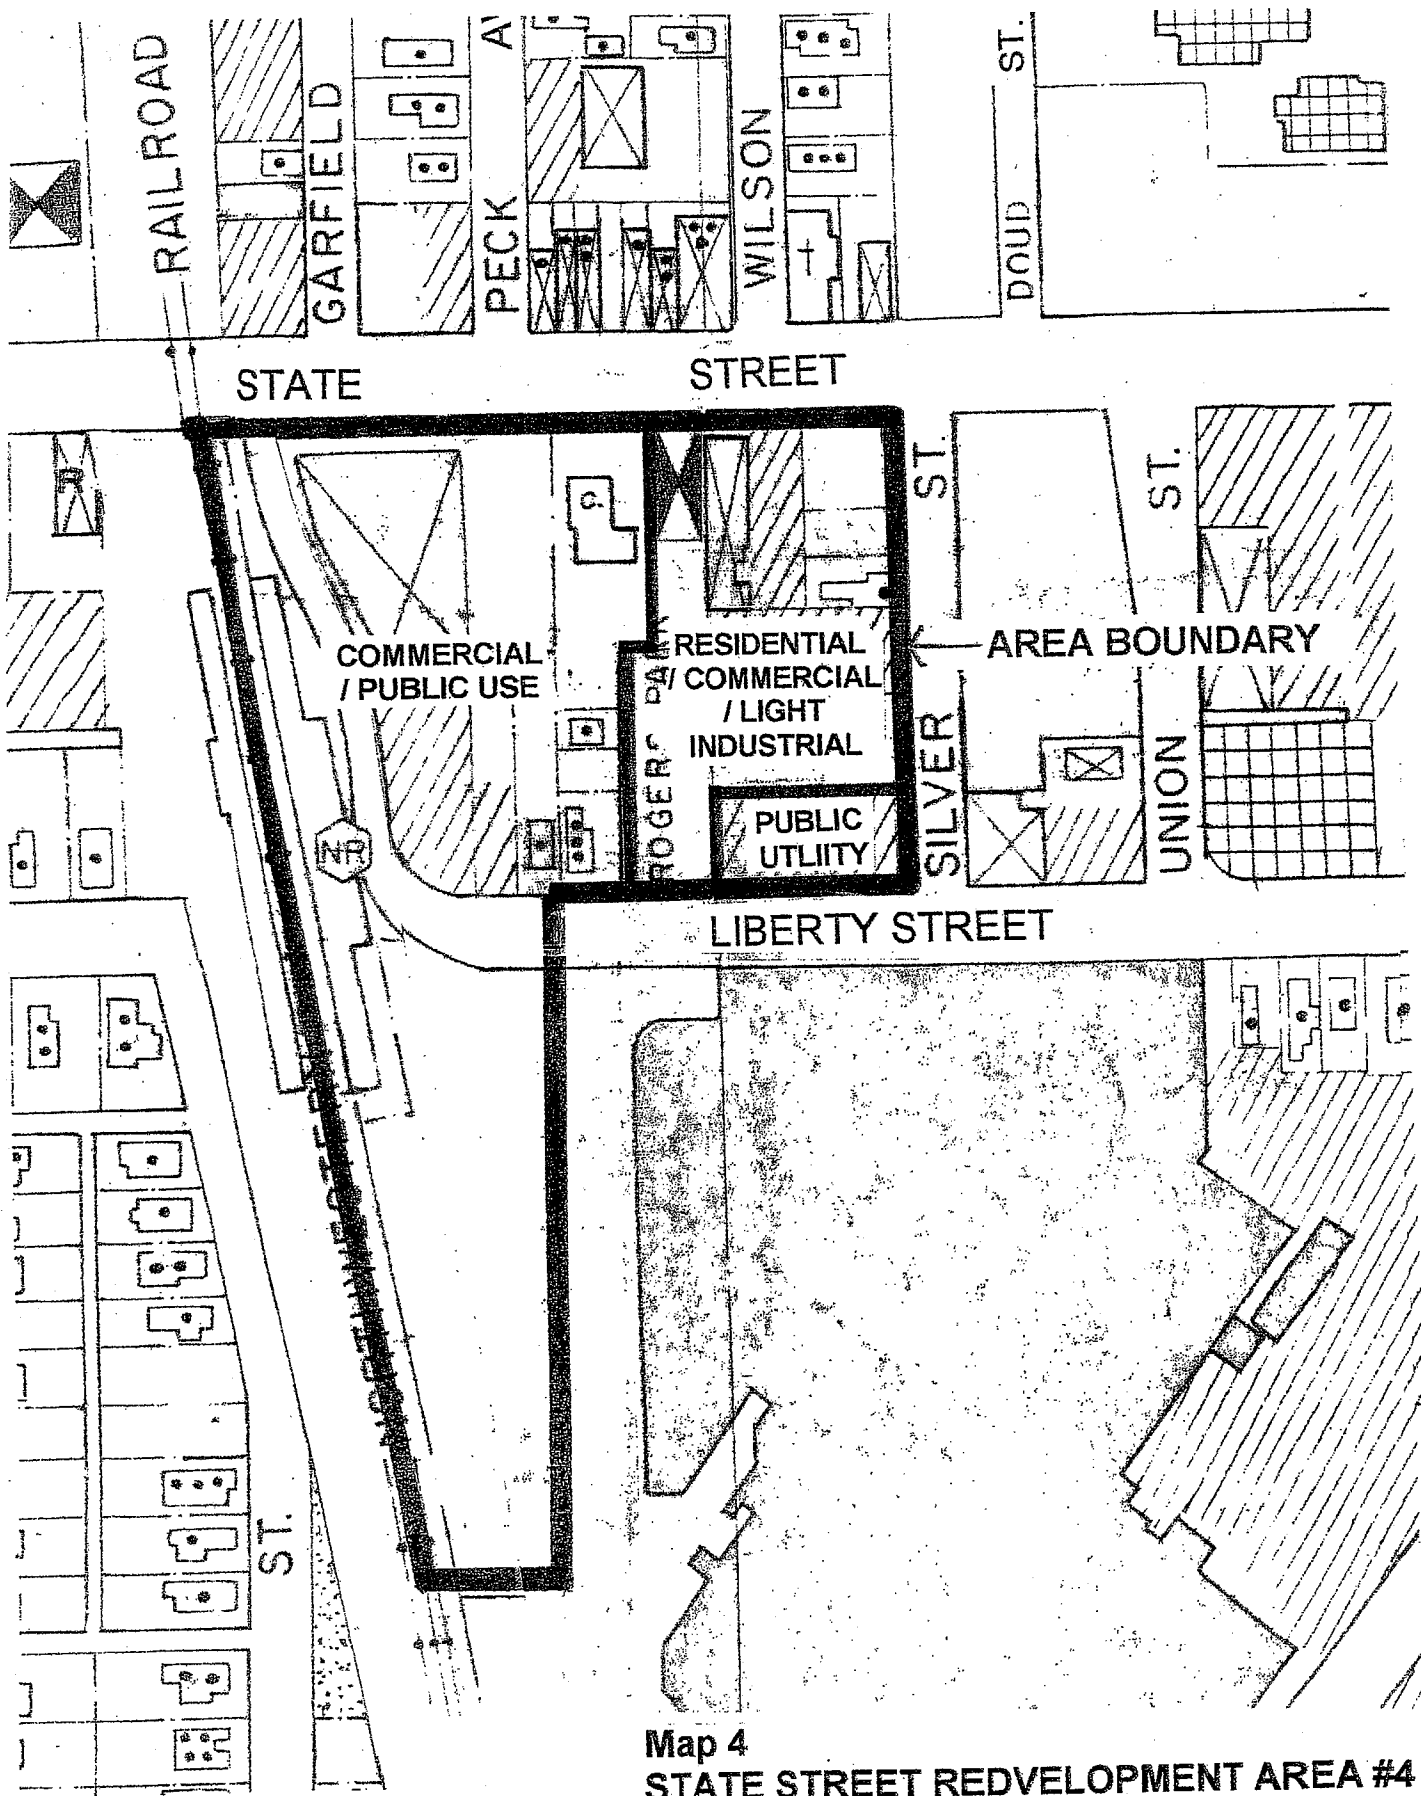 RAILROAD
GARFIELD
PECK
AV
WILSON
DOUD
ST.
STATE
STREET
R
C.
ST.
ST.
COMMERCIAL
/ PUBLIC USE
RESIDENTIAL
/ COMMERCIAL
/ LIGHT
INDUSTRIAL
AREA BOUNDARY
ROGERS
PARK
SILVER
UNION
NR
PUBLIC
UTLIITY
LIBERTY STREET
ST.
Map 4
STATE STREET REDVELOPMENT AREA #4